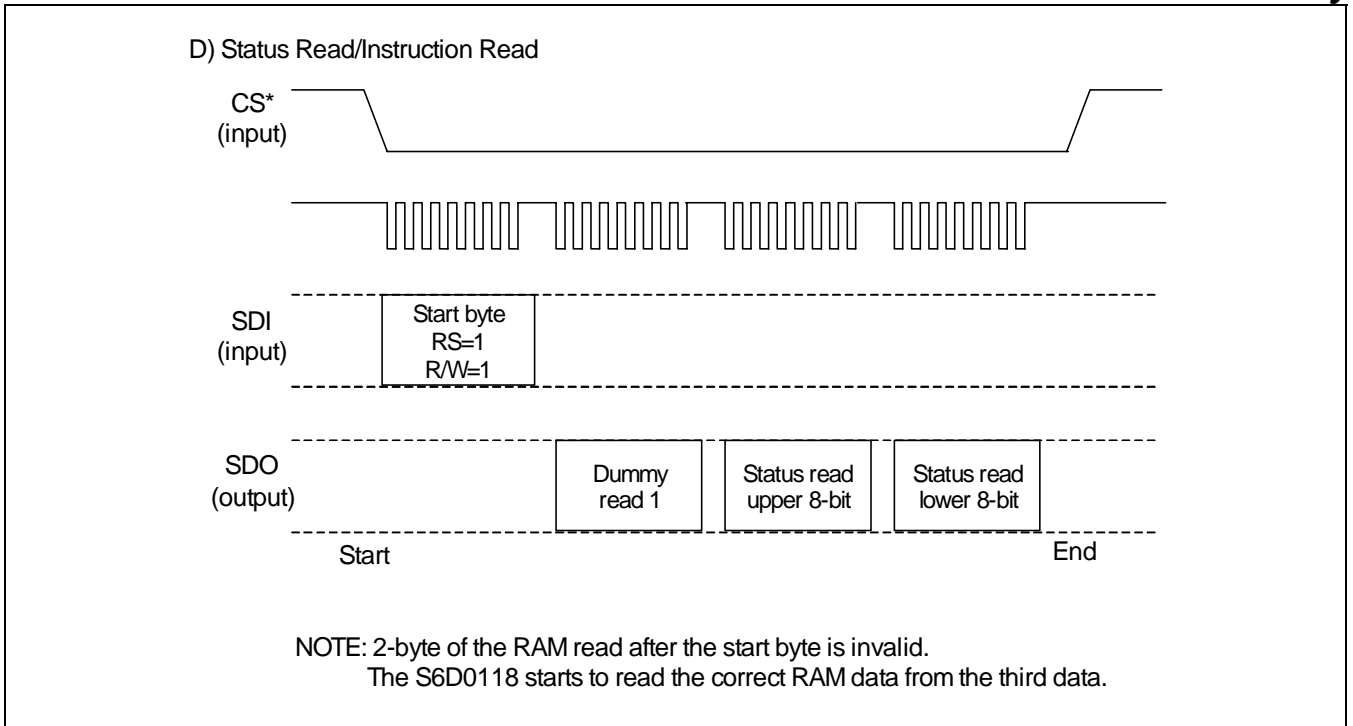 D) Status Read/Instruction Read
CS*
(input)
SDI
(input)
Start byte
RS=1
R/W=1
SDO
(output)
Dummy
read 1
Status read
upper 8-bit
Status read
lower 8-bit
Start
End
NOTE: 2-byte of the RAM read after the start byte is invalid.
The S6D0118 starts to read the correct RAM data from the third data.